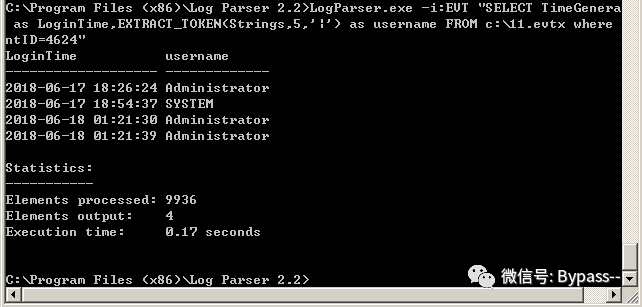 C:\Program Files (x86)\Log Parser 2.2>LogParser.exe -i:EVT "SELECT TimeGenera
as LoginTime,EXTRACT_TOKEN(Strings,5,'|') as username FROM c:\11.evtx where
ntID=4624"
LoginTime           username
------------------- -------------
2018-06-17 18:26:24 Administrator
2018-06-17 18:54:37 SYSTEM
2018-06-18 01:21:30 Administrator
2018-06-18 01:21:39 Administrator
Statistics:
-----------
Elements processed: 9936
Elements output:    4
Execution time:     0.17 seconds
C:\Program Files (x86)\Log Parser 2.2>
微信号: Bypass--